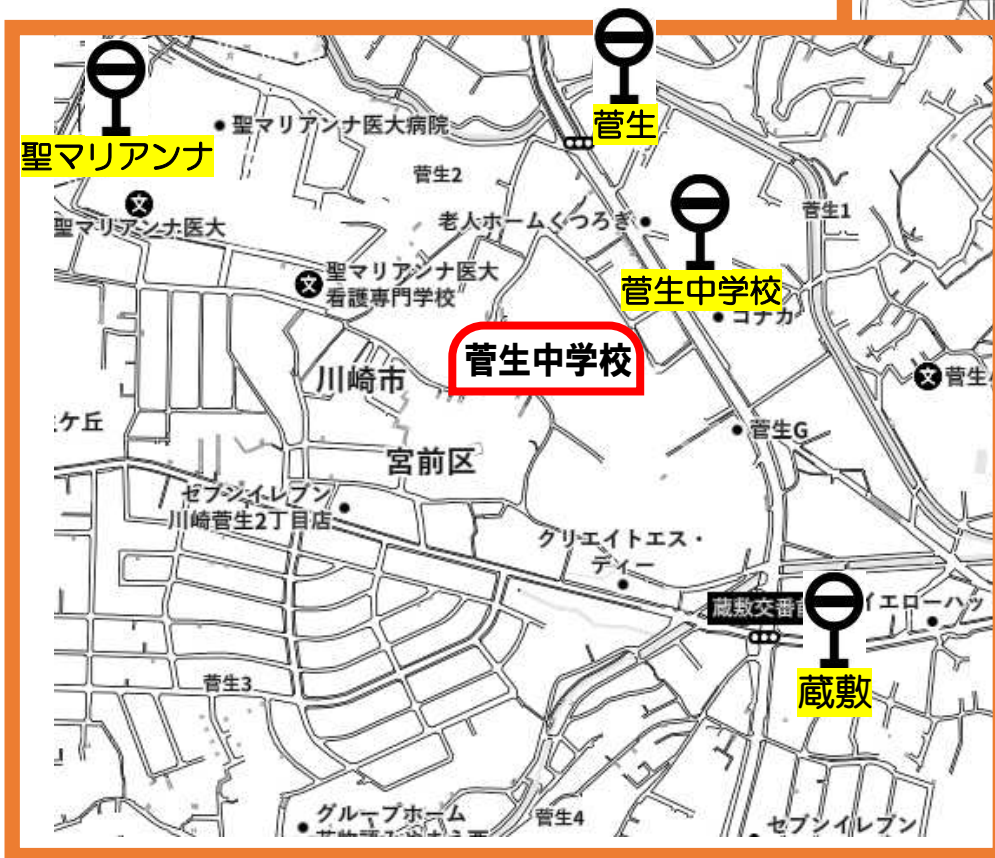 菅生
聖マリアンナ医大病院
聖マリアンナ
菅生2
菅生1
老人ホームくつろぎ
聖マリアンナ医大
聖マリアンナ医大
看護専門学校
菅生中学校
コナカ
菅生中学校
川崎市
菅生
ケ丘
菅生G
宮前区
セブンイレブン
川崎菅生2丁目店
クリエイトエス・
ディー
蔵敷交番前
イエローハッ
菅生3
蔵敷
グループホーム
菅生4
セブンイレブン